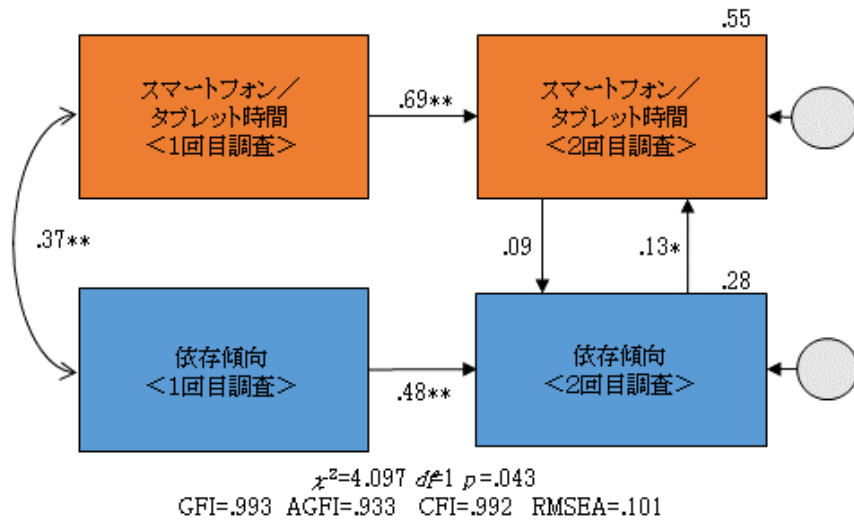 .55
スマートフォン／
タブレット時間
<1回目調査>
.69**
スマートフォン／
タブレット時間
<2回目調査>
.37**
.09
.13*
.28
依存傾向
<1回目調査>
.48**
依存傾向
<2回目調査>
χ²=4.097 df=1 p=.043
GFI=.993 AGFI=.933 CFI=.992 RMSEA=.101